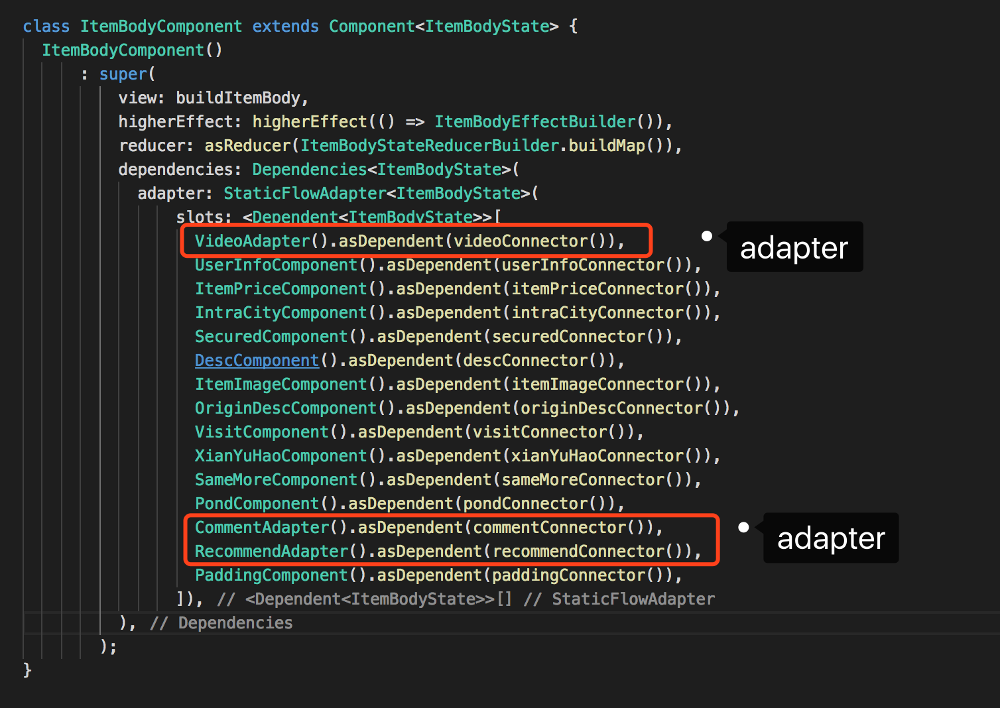 class ItemBodyComponent extends Component<ItemBodyState> {
ItemBodyComponent()
: super(
view: buildItemBody,
higherEffect: higherEffect(() => ItemBodyEffectBuilder()),
reducer: asReducer(ItemBodyStateReducerBuilder.buildMap()),
dependencies: Dependencies<ItemBodyState>(
adapter: StaticFlowAdapter<ItemBodyState>(
slots: <Dependent<ItemBodyState>>[
VideoAdapter().asDependent(videoConnector()),
adapter
UserInfoComponent().asDependent(userInfoConnector()),
ItemPriceComponent().asDependent(itemPriceConnector()),
IntraCityComponent().asDependent(intraCityConnector()),
SecuredComponent().asDependent(securedConnector()),
DescComponent().asDependent(descConnector()),
ItemImageComponent().asDependent(itemImageConnector()),
OriginDescComponent().asDependent(originDescConnector()),
VisitComponent().asDependent(visitConnector()),
XianYuHaoComponent().asDependent(xianYuHaoConnector()),
SameMoreComponent().asDependent(sameMoreConnector()),
PondComponent().asDependent(pondConnector()),
CommentAdapter().asDependent(commentConnector()),
adapter
RecommendAdapter().asDependent(recommendConnector()),
PaddingComponent().asDependent(paddingConnector()),
]), // <Dependent<ItemBodyState>>[] // StaticFlowAdapter
), // Dependencies
);
}